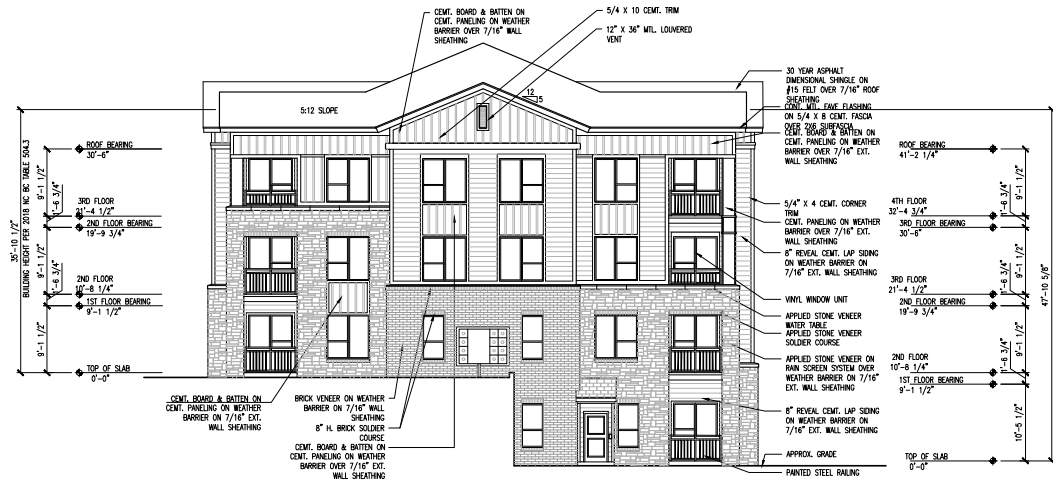 CEMT. BOARD & BATTEN ON
CEMT. PANELING ON WEATHER
BARRIER OVER 7/16" WALL
SHEATHING
5/4 X 10 CEMT. TRIM
12" X 36" MTL. LOUVERED
VENT
12
5
5:12 SLOPE
30 YEAR ASPHALT
DIMENSIONAL SHINGLE ON
#15 FELT OVER 7/16" ROOF
SHEATHING
CONT. MTL. EAVE FLASHING
ON 5/4 X 8 CEMT. FASCIA
OVER 2X6 SUBFASCIA
CEMT. BOARD & BATTEN ON
CEMT. PANELING ON WEATHER
BARRIER OVER 7/16" EXT.
WALL SHEATHING
5/4" X 4" CEMT. CORNER
TRIM
CEMT. PANELING ON WEATHER
BARRIER OVER 7/16" EXT.
WALL SHEATHING
8" REVEAL CEMT. LAP SIDING
ON WEATHER BARRIER ON
7/16" EXT. WALL SHEATHING
VINYL WINDOW UNIT
APPLIED STONE VENEER
WATER TABLE
APPLIED STONE VENEER
SOLDIER COURSE
APPLIED STONE VENEER ON
RAIN SCREEN SYSTEM OVER
WEATHER BARRIER ON 7/16"
EXT. WALL SHEATHING
8" REVEAL CEMT. LAP SIDING
ON WEATHER BARRIER ON
7/16" EXT. WALL SHEATHING
APPROX. GRADE
PAINTED STEEL RAILING
35'-10 1/2"
BUILDING HEIGHT PER 2018 NC BC TABLE 504.3
9'-1 1/2"
1'-6 3/4"
9'-1 1/2"
1'-6 3/4"
9'-1 1/2"
ROOF BEARING
30'-6"
3RD FLOOR
21'-4 1/2"
2ND FLOOR BEARING
19'-9 3/4"
2ND FLOOR
10'-8 1/4"
1ST FLOOR BEARING
9'-1 1/2"
TOP OF SLAB
0'-0"
CEMT. BOARD & BATTEN ON
CEMT. PANELING ON WEATHER
BARRIER ON 7/16" EXT.
WALL SHEATHING
BRICK VENEER ON WEATHER
BARRIER ON 7/16" WALL
SHEATHING
8" H. BRICK SOLDIER
COURSE
CEMT. BOARD & BATTEN ON
CEMT. PANELING ON WEATHER
BARRIER OVER 7/16" EXT.
WALL SHEATHING
ROOF BEARING
41'-2 1/4"
4TH FLOOR
32'-4 3/4"
3RD FLOOR BEARING
30'-6"
3RD FLOOR
21'-4 1/2"
2ND FLOOR BEARING
19'-9 3/4"
2ND FLOOR
10'-8 1/4"
1ST FLOOR BEARING
9'-1 1/2"
TOP OF SLAB
0'-0"
9'-1 1/2"
1'-6 3/4"
9'-1 1/2"
1'-6 3/4"
9'-1 1/2"
1'-6 3/4"
10'-5 1/2"
47'-10 5/8"